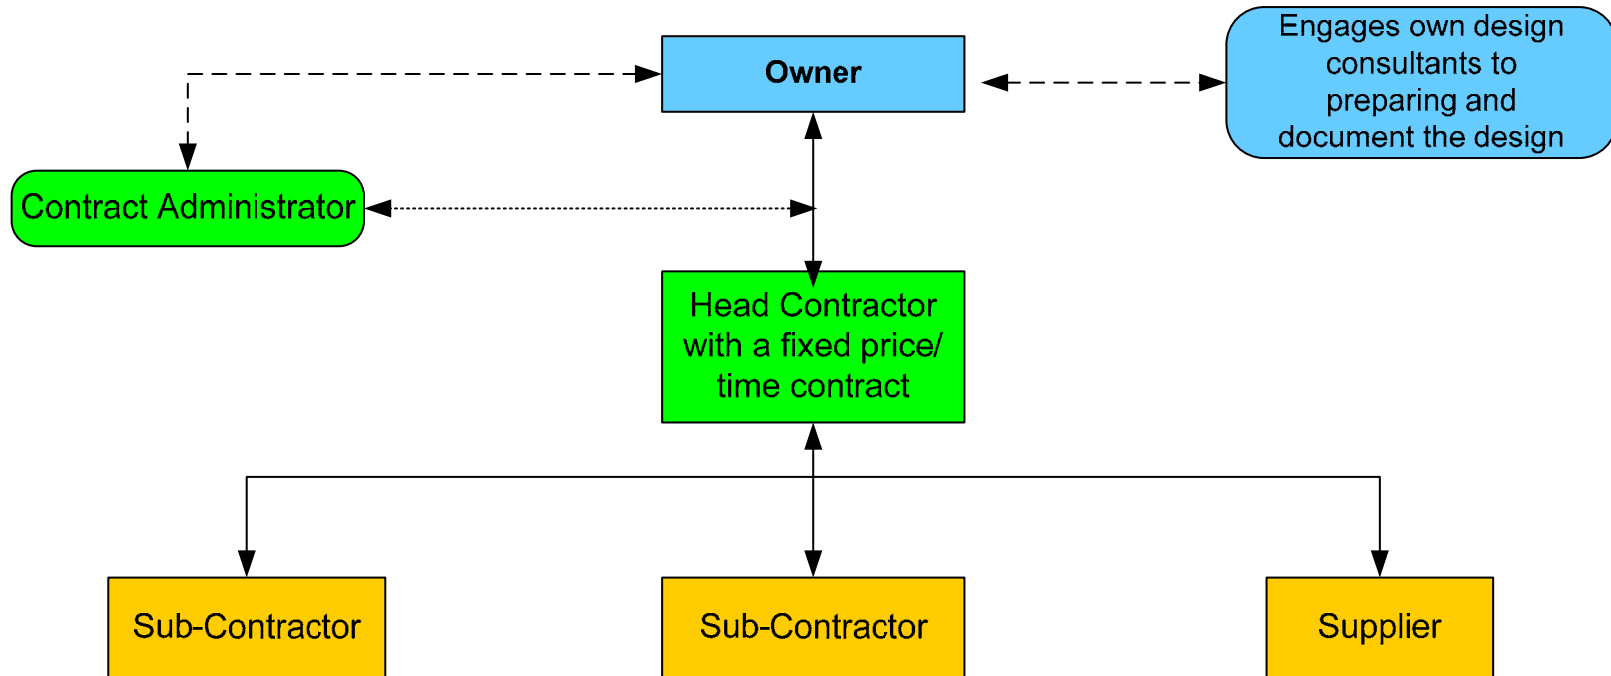 Owner
Engages own design
consultants to
preparing and
document the design
Contract Administrator
Head Contractor
with a fixed price/
time contract
Sub-Contractor
Sub-Contractor
Supplier